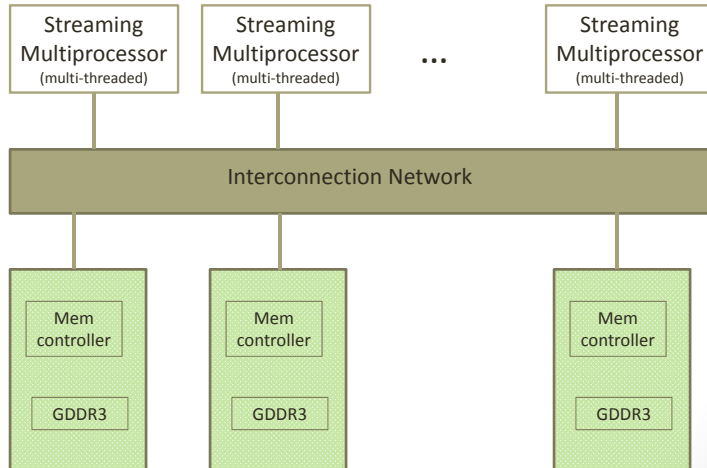 Streaming
Multiprocessor
(multi-threaded)
Streaming
Multiprocessor
(multi-threaded)
...
Streaming
Multiprocessor
(multi-threaded)
Interconnection Network
Mem
controller
GDDR3
Mem
controller
GDDR3
Mem
controller
GDDR3